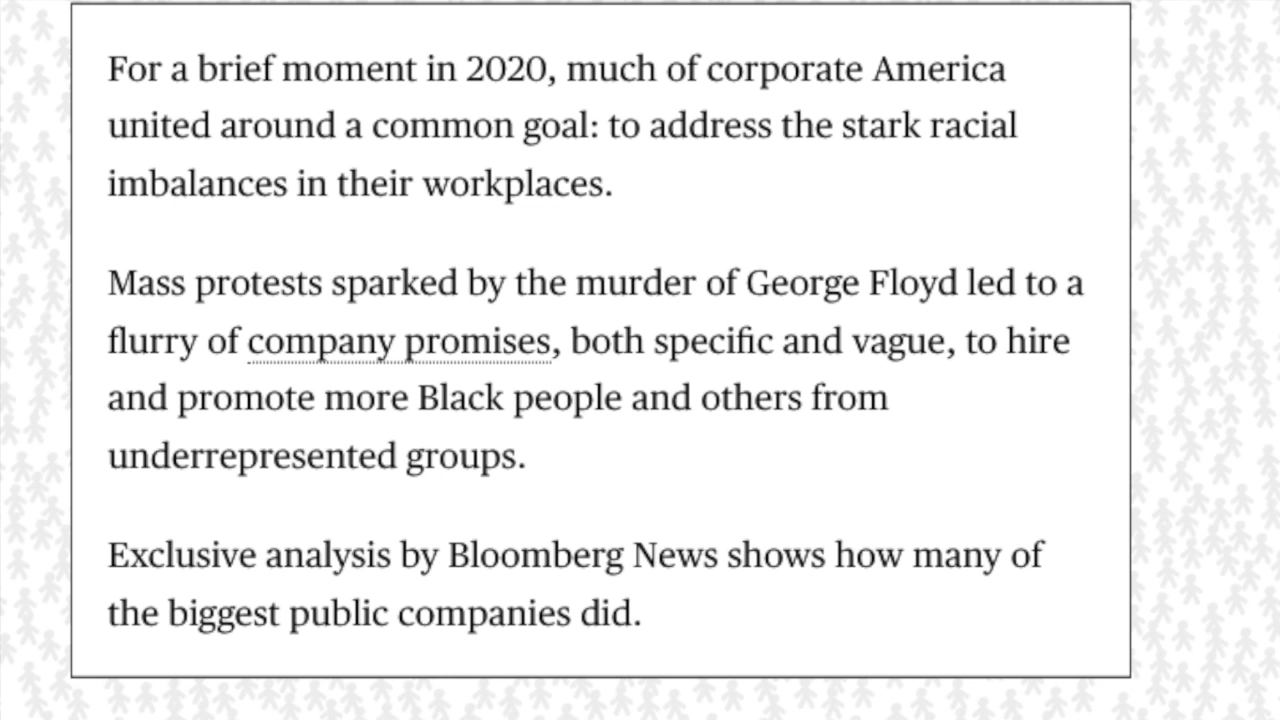 For a brief moment in 2020, much of corporate America
united around a common goal: to address the stark racial
imbalances in their workplaces.
Mass protests sparked by the murder of George Floyd led to a
flurry of company promises, both specific and vague, to hire
and promote more Black people and others from
underrepresented groups.
Exclusive analysis by Bloomberg News shows how many of
the biggest public companies did.